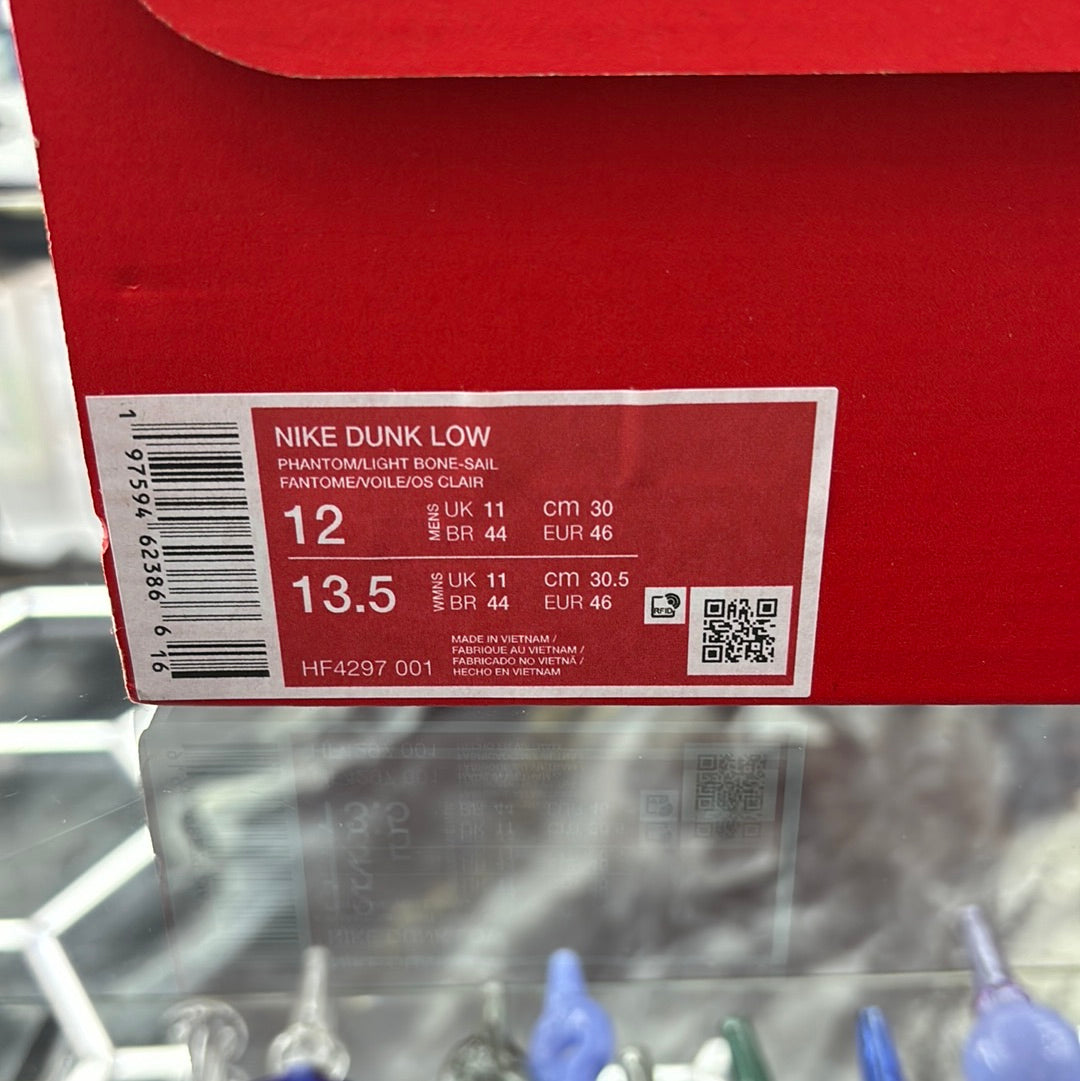 NIKE DUNK LOW
PHANTOM/LIGHT BONE-SAIL
FANTOME/VOILE/OS CLAIR
12 MENS UK 11 cm 30
BR 44 EUR 46
13.5 WMNS UK 11 cm 30.5
BR 44 EUR 46
RFID
MADE IN VIETNAM /
FABRIQUE AU VIETNAM /
FABRICADO NO VIETNÃ /
HECHO EN VIETNAM
HF4297 001
1 97594 62386 6 16